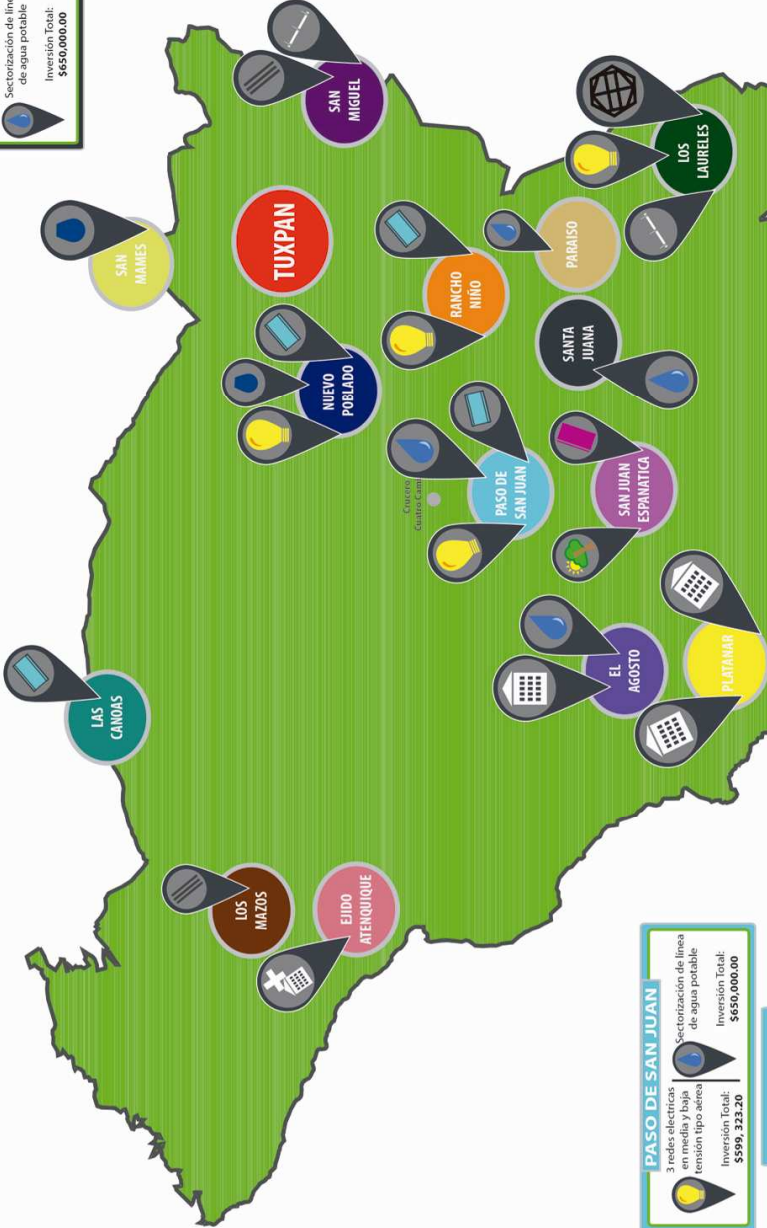 Sectorización de línea
de agua potable
Inversión Total:
$650,000.00
SAN
MIGUEL
SAN
MAMES
TUXPAN
LOS
LAURELES
PARAISO
RANCHO
NIÑO
NUEVO
POBLADO
SANTA
JUANA
Crucero
Cuatro
PASO DE
SAN JUAN
SAN JUAN
ESPANATICA
LAS
CANOAS
EL
AGOSTO
PLATANAR
LOS
MAZOS
EJIDO
ATENQUIQUE
PASO DE SAN JUAN
3 redes electricas
en media y baja
tensión tipo aérea
Inversión Total:
$599, 323.20
Sectorización de línea
de agua potable
Inversión Total:
$650,000.00